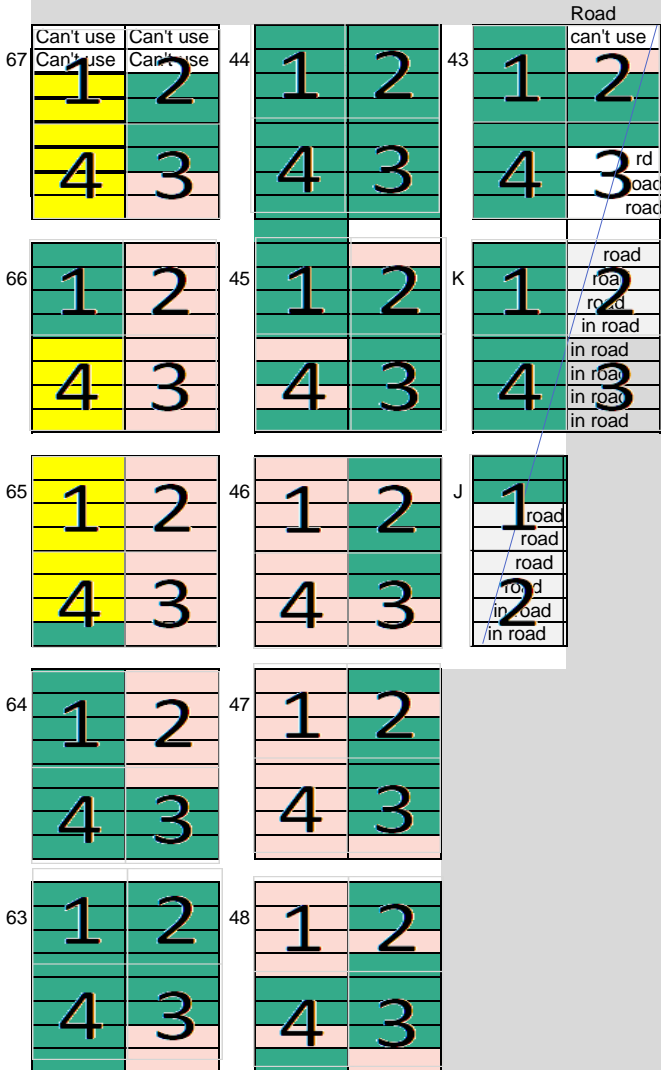 Road
Can't use Can't use can't use
67 Can't use Can't use 44 43
1 2 1 2 1 2
4 3 4 3 4 3 rd
oad
road
66 45 K road
1 2 1 2 1 2 road
road
in road
in road
4 3 4 3 4 3 in road
in road
in road
65 46 J
1 2 1 2 1 road
road
road
4 3 4 3 2 road
in road
in road
64 47
1 2 1 2
4 3 4 3
63 48
1 2 1 2
4 3 4 3